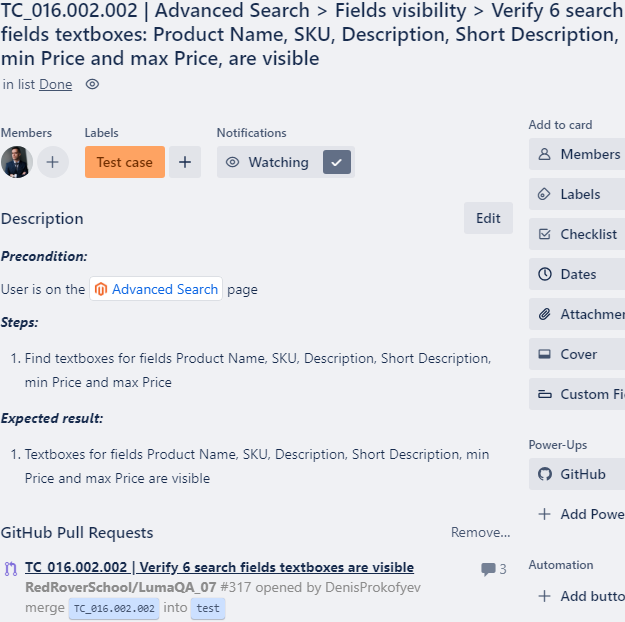 TC_016.002.002 | Advanced Search > Fields visibility > Verify 6 search
fields textboxes: Product Name, SKU, Description, Short Description,
min Price and max Price, are visible
in list Done
Members
Labels
Notifications
Test case
Watching
Description
Edit
Precondition:
User is on the Advanced Search page
Steps:
1. Find textboxes for fields Product Name, SKU, Description, Short Description,
min Price and max Price
Expected result:
1. Textboxes for fields Product Name, SKU, Description, Short Description, min
Price and max Price are visible
GitHub Pull Requests
Remove...
TC_016.002.002 | Verify 6 search fields textboxes are visible
3
RedRoverSchool/LumaQA_07 #317 opened by DenisProkofyev
merge TC_016.002.002 into test
Add to card
Members
Labels
Checklist
Dates
Attachmen
Cover
Custom Fi
Power-Ups
GitHub
Add Powe
Automation
Add butto